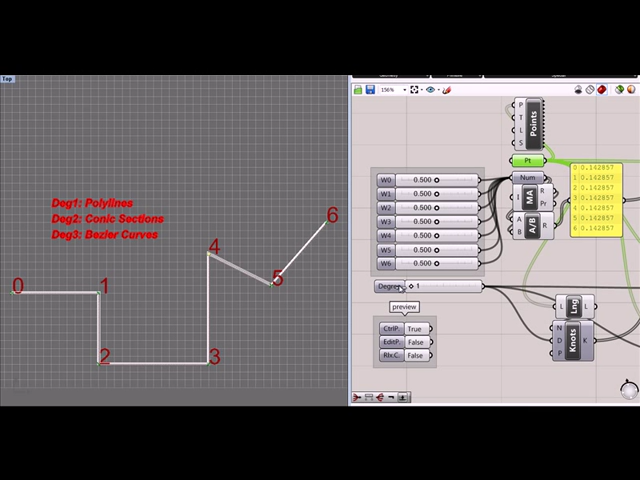 Top
Deg1: Polylines
Deg2: Conic Sections
Deg3: Bezier Curves
0
1
2
3
4
5
6
156%
P
T
L
S
Points
Pt
W0 0.500
W1 0.500
W2 0.500
W3 0.500
W4 0.500
W5 0.500
W6 0.500
Num
I MA R Pr
A B A/B R
0 0.142857
1 0.142857
2 0.142857
3 0.142857
4 0.142857
5 0.142857
6 0.142857
Degree 1
preview
CtrlP. True
EditP. False
Rlx.C. False
L Lng L
N D P Knots K